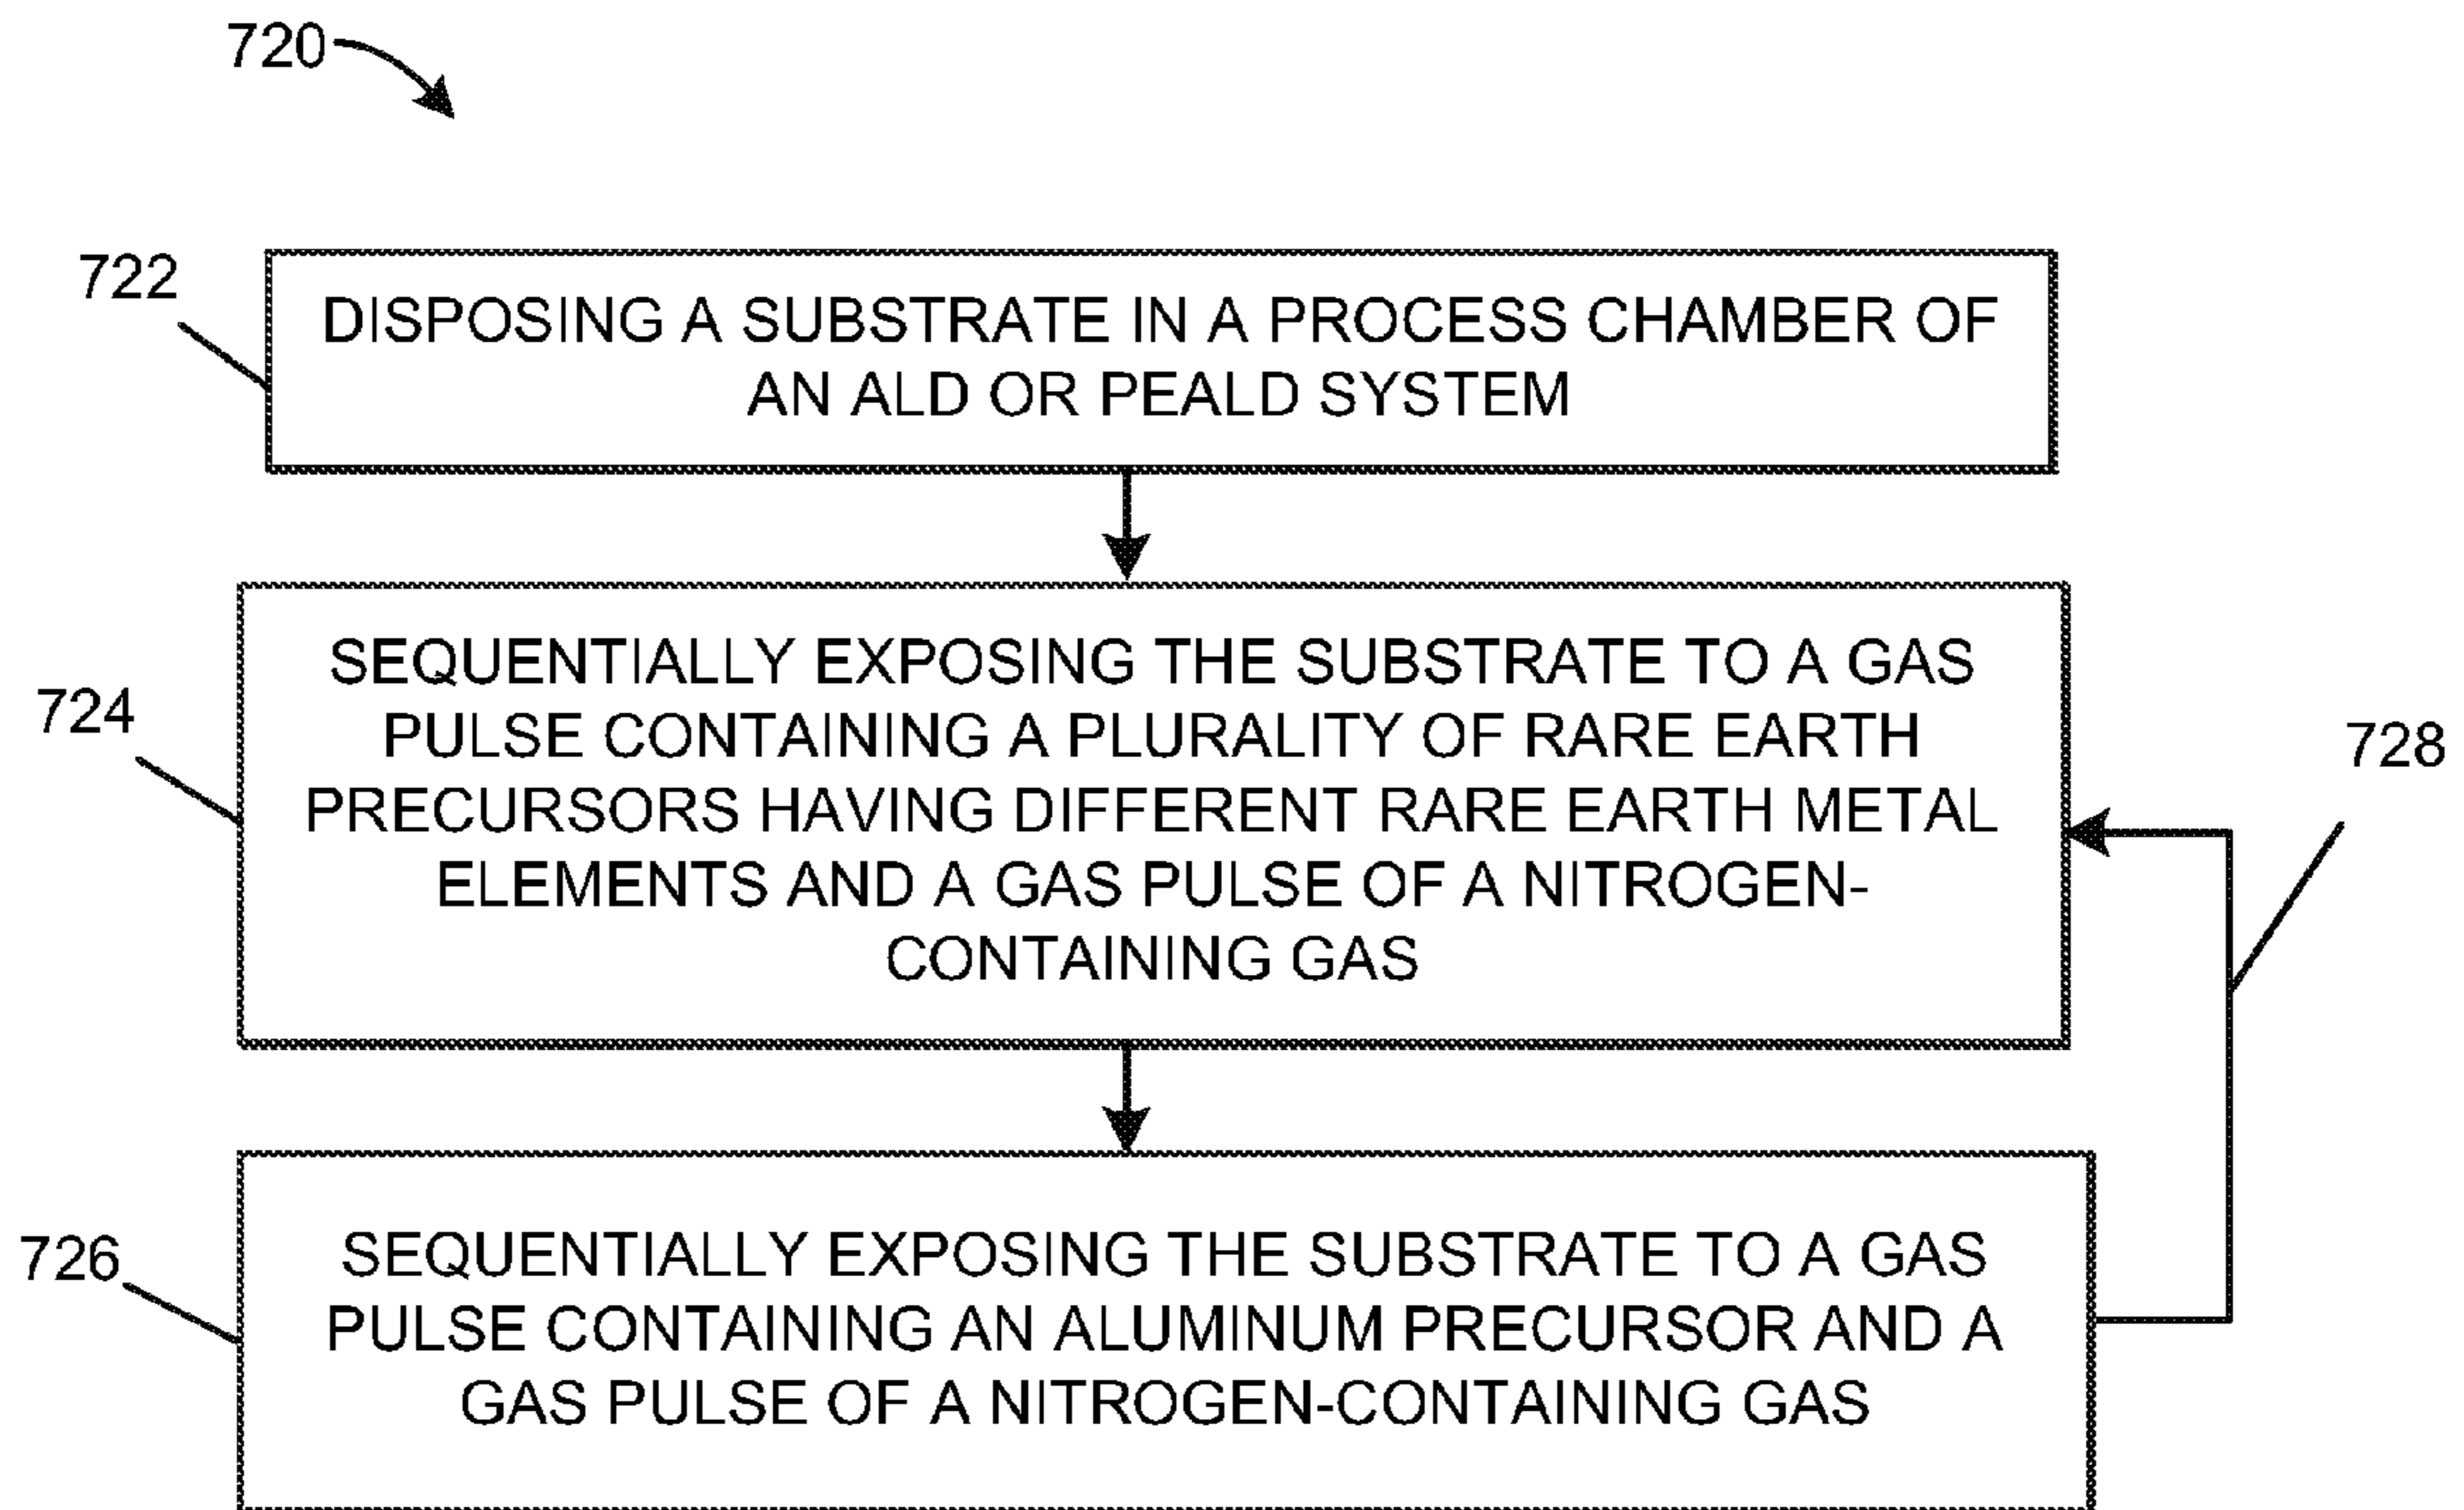 720
722
DISPOSING A SUBSTRATE IN A PROCESS CHAMBER OF
AN ALD OR PEALD SYSTEM
724
SEQUENTIALLY EXPOSING THE SUBSTRATE TO A GAS
PULSE CONTAINING A PLURALITY OF RARE EARTH
PRECURSORS HAVING DIFFERENT RARE EARTH METAL
ELEMENTS AND A GAS PULSE OF A NITROGEN-
CONTAINING GAS
728
726
SEQUENTIALLY EXPOSING THE SUBSTRATE TO A GAS
PULSE CONTAINING AN ALUMINUM PRECURSOR AND A
GAS PULSE OF A NITROGEN-CONTAINING GAS